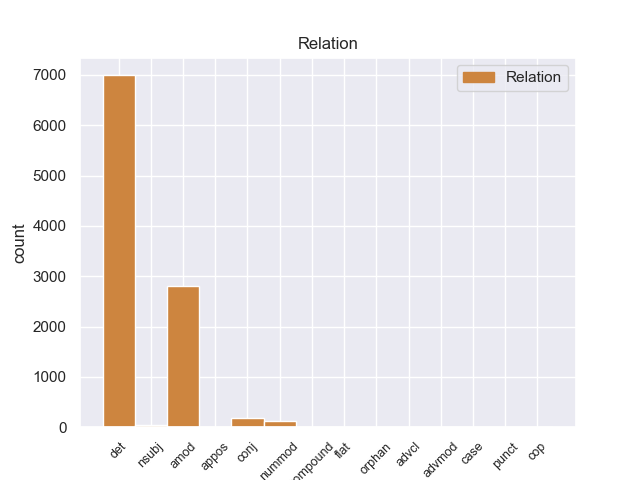 Relation
Relation
count
7000
6000
5000
4000
3000
2000
1000
0
det
nsubj
amod
appos
conj
nummod
ompound
flat
orphan
advcl
advmod
case
punct
cop